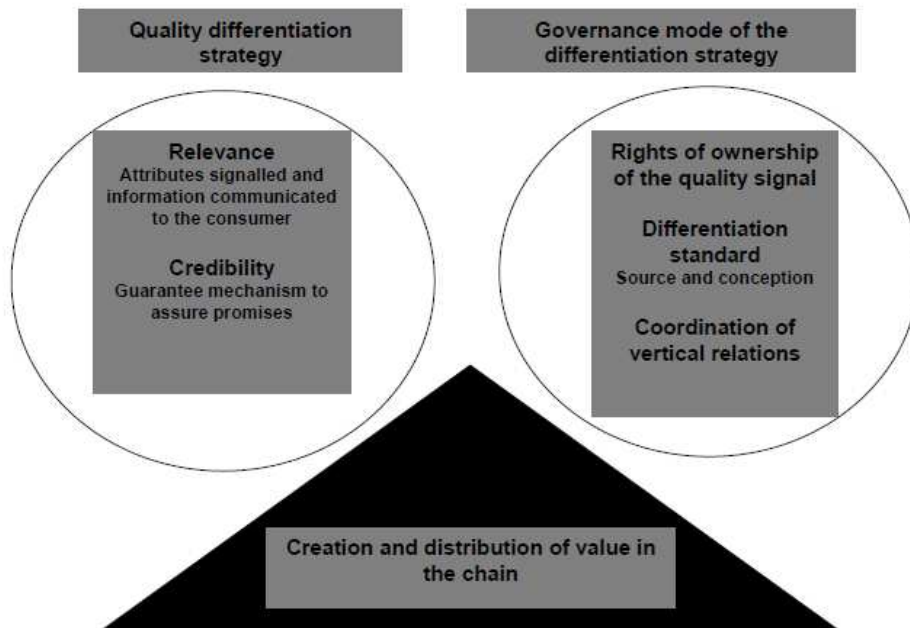 Quality differentiation
strategy
Governance mode of the
differentiation strategy
Relevance
Attributes signalled and
information communicated
to the consumer
Credibility
Guarantee mechanism to
assure promises
Rights of ownership
of the quality signal
Differentiation
standard
Source and conception
Coordination of
vertical relations
Creation and distribution of value in
the chain